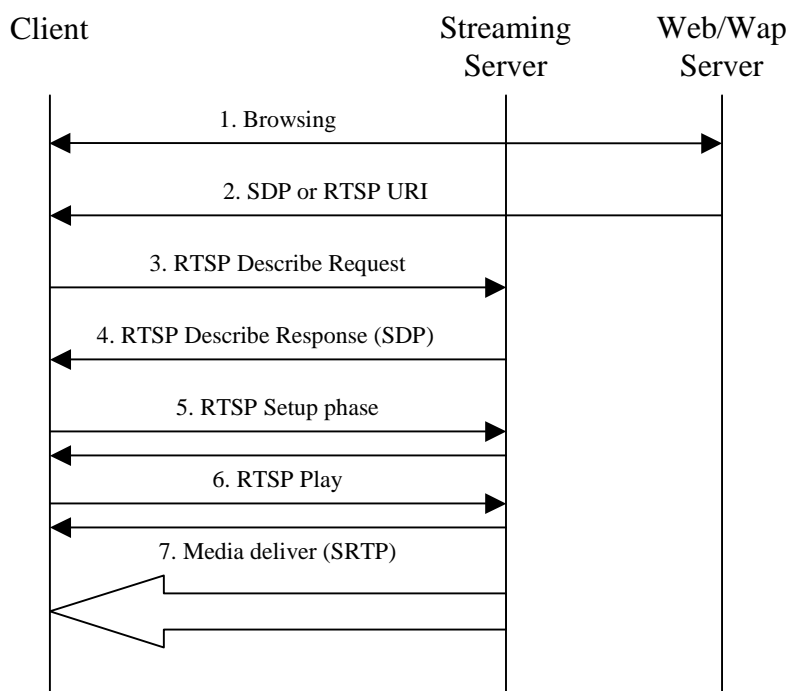 Client
Streaming
Server
Web/Wap
Server
1. Browsing
2. SDP or RTSP URI
3. RTSP Describe Request
4. RTSP Describe Response (SDP)
5. RTSP Setup phase
6. RTSP Play
7. Media deliver (SRTP)